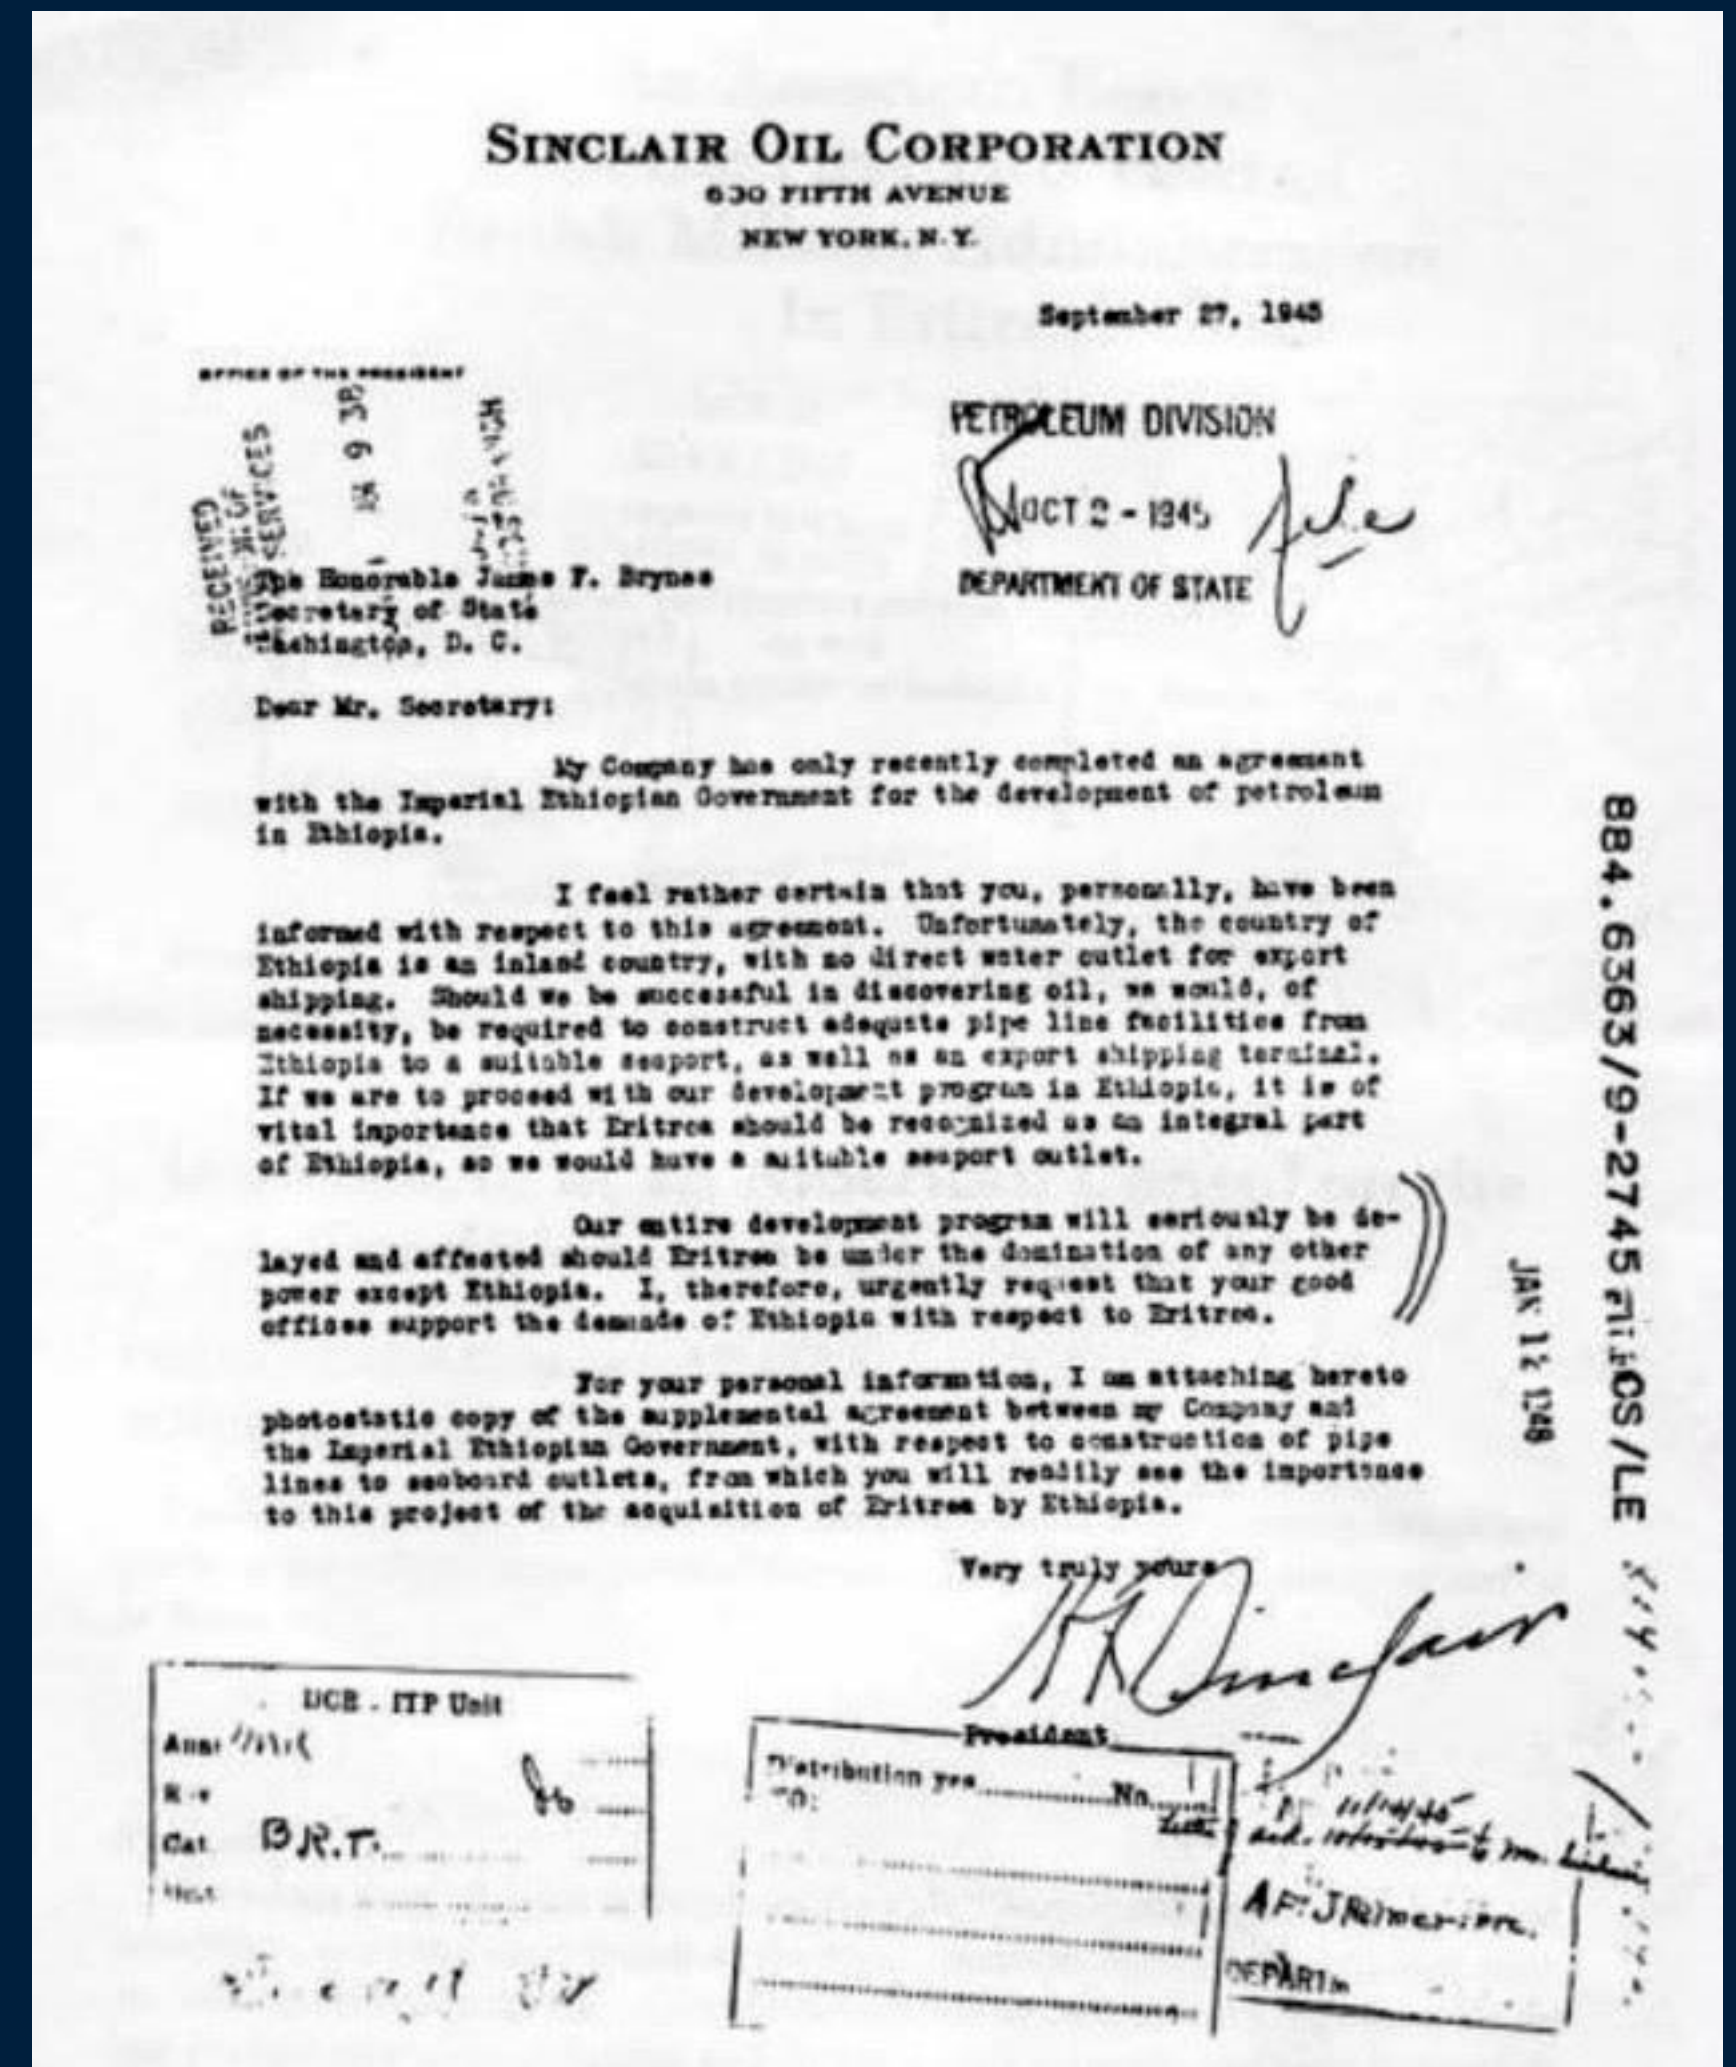 SINCLAIR OIL CORPORATION
630 FIFTH AVENUE
NEW YORK, N.Y.
September 27, 1945
OFFICE OF THE PRESIDENT
PETROLEUM DIVISION
OCT 2 - 1945
file
DEPARTMENT OF STATE
RECEIVED
SERVICES
The Honorable James F. Brynes
Secretary of State
Washington, D. C.
Dear Mr. Secretary:
My Company has only recently completed an agreement
with the Imperial Ethiopian Government for the development of petroleum
in Ethiopia.
I feel rather certain that you, personally, have been
informed with respect to this agreement. Unfortunately, the country of
Ethiopia is an inland country, with no direct water outlet for export
shipping. Should we be successful in discovering oil, we would, of
necessity, be required to construct adequate pipe line facilities from
Ethiopia to a suitable seaport, as well as an export shipping terminal.
If we are to proceed with our development program in Ethiopia, it is of
vital importance that Eritrea should be recognized as an integral part
of Ethiopia, so we would have a suitable seaport outlet.
Our entire development program will seriously be de-
layed and affected should Eritrea be under the domination of any other
power except Ethiopia. I, therefore, urgently request that your good
offices support the demands of Ethiopia with respect to Eritrea.
For your personal information, I am attaching hereto
photostatic copy of the supplemental agreement between my Company and
the Imperial Ethiopian Government, with respect to construction of pipe
lines to seaboard outlets, from which you will readily see the importance
to this project of the acquisition of Eritrea by Ethiopia.
Very truly yours
H F Sinclair
President
884.6363/9-2745
CS/LE
DCR - ITP Unit
Cat. B.R.T.
Distribution yes No
TO: